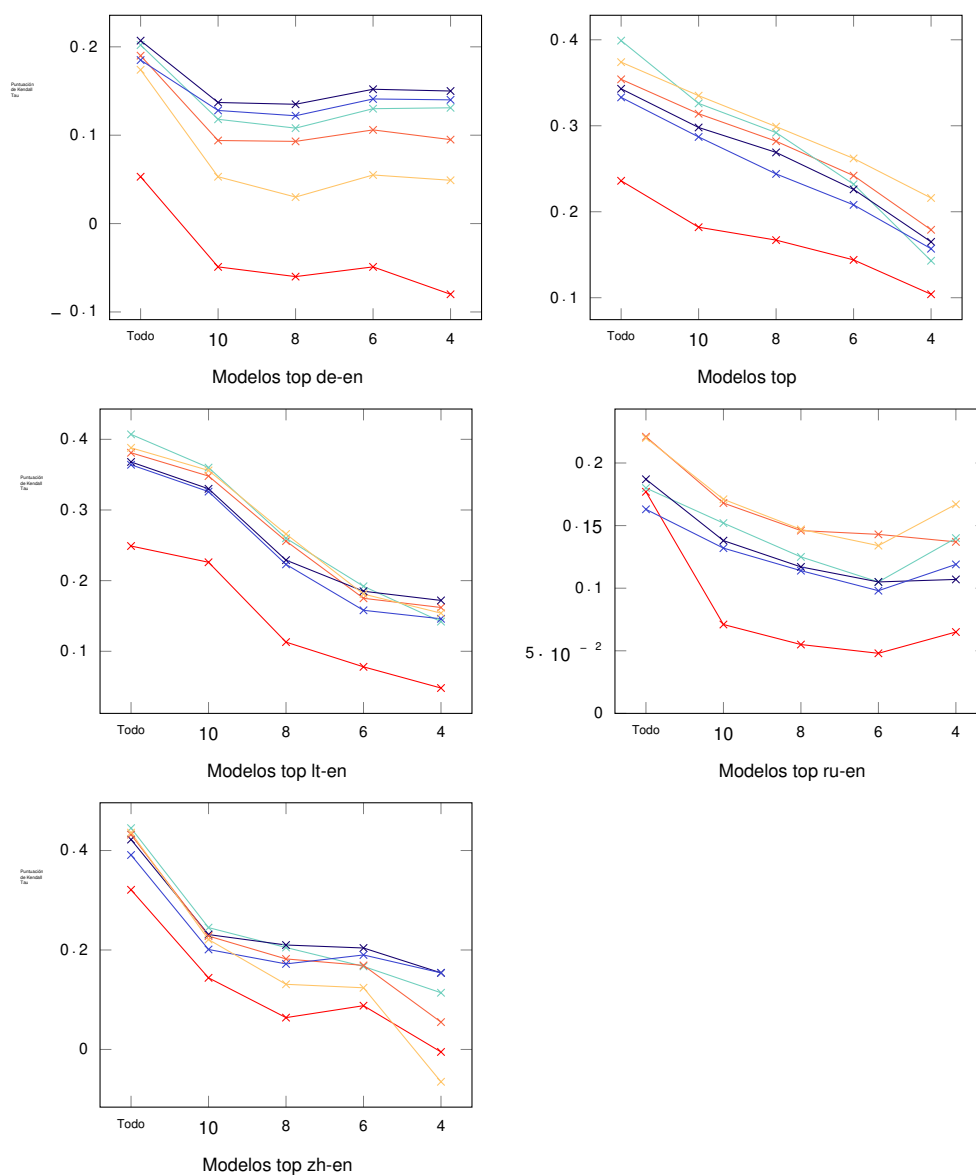 0.2
0.1
0
− 0.1
Puntuación
de Kendall
Tau
Todo 10 8 6 4
Modelos top de-en
0.4
0.3
0.2
0.1
Todo 10 8 6 4
Modelos top
0.4
0.3
0.2
0.1
Puntuación
de Kendall
Tau
Todo 10 8 6 4
Modelos top lt-en
0.2
0.15
0.1
5. 10 − 2
0
Todo 10 8 6 4
Modelos top ru-en
0.4
0.2
0
Puntuación
de Kendall
Tau
Todo 10 8 6 4
Modelos top zh-en